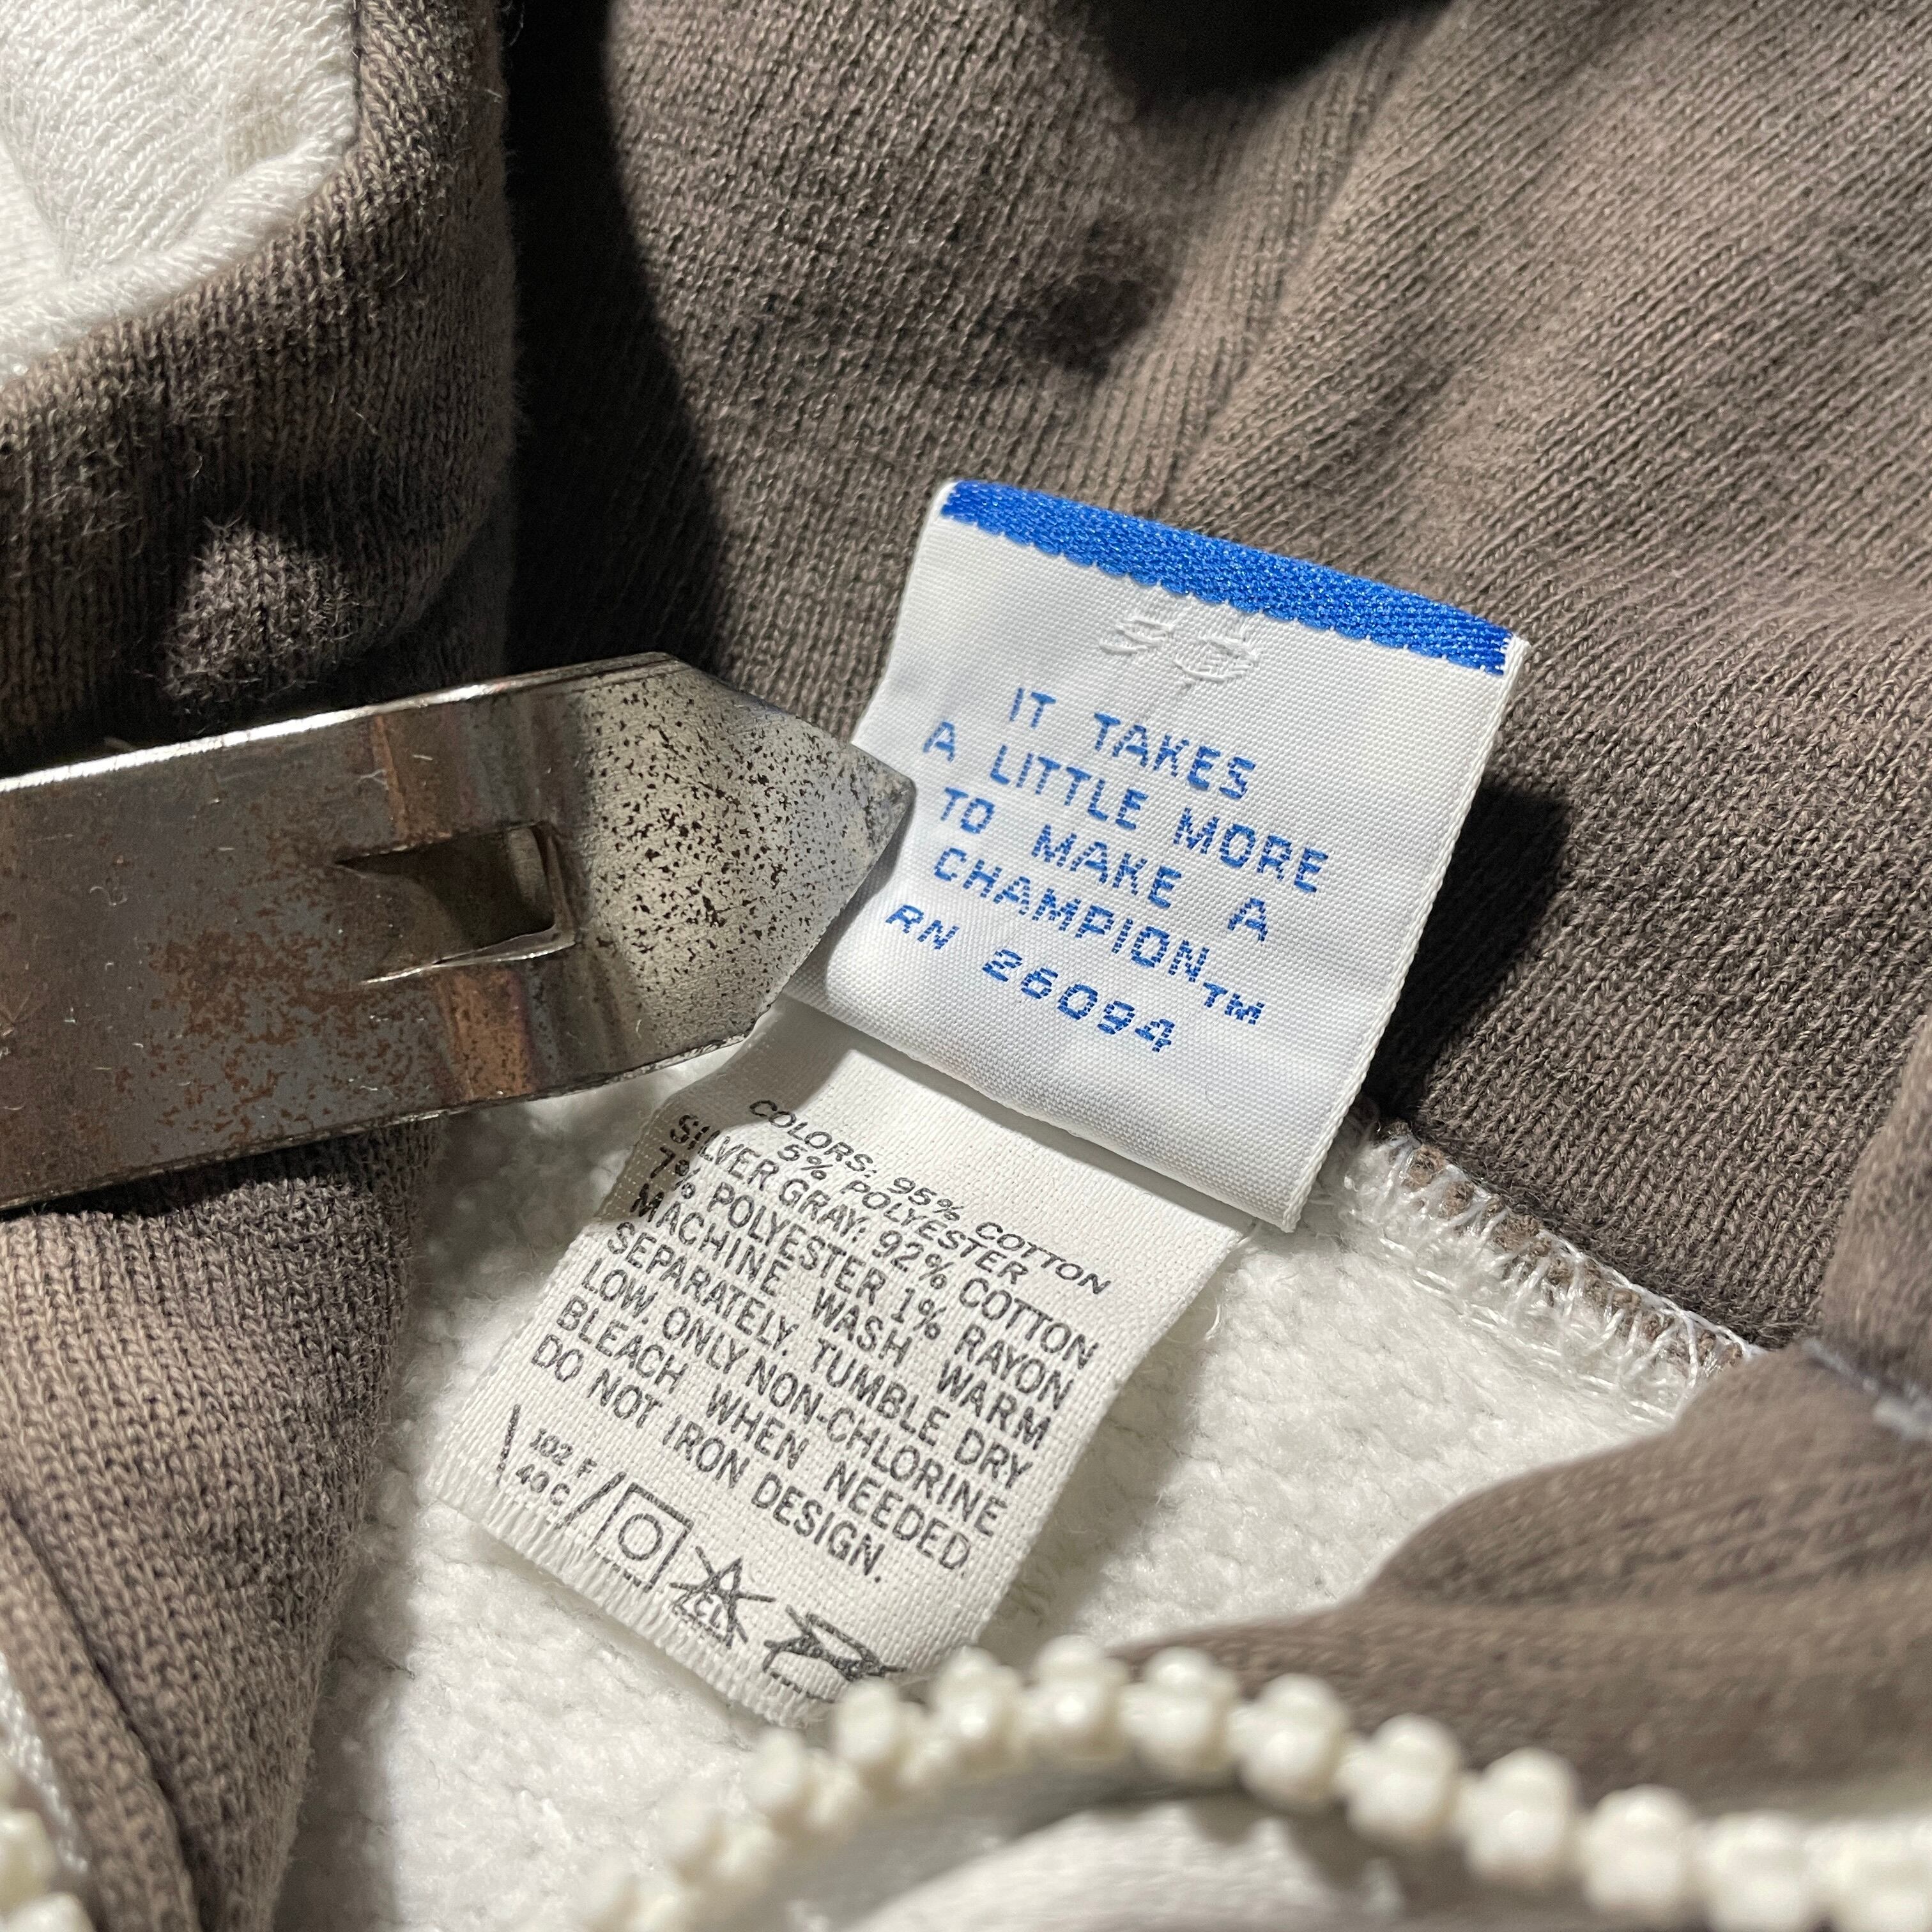 IT TAKES
A LITTLE MORE
TO MAKE A
CHAMPION™
RN 26094
COLORS: 95% COTTON
5% POLYESTER
SILVER GRAY: 92% COTTON
7% POLYESTER 1% RAYON
MACHINE WASH WARM
SEPARATELY. TUMBLE DRY
LOW. ONLY NON-CHLORINE
BLEACH WHEN NEEDED.
DO NOT IRON DESIGN.
102 F
40 C